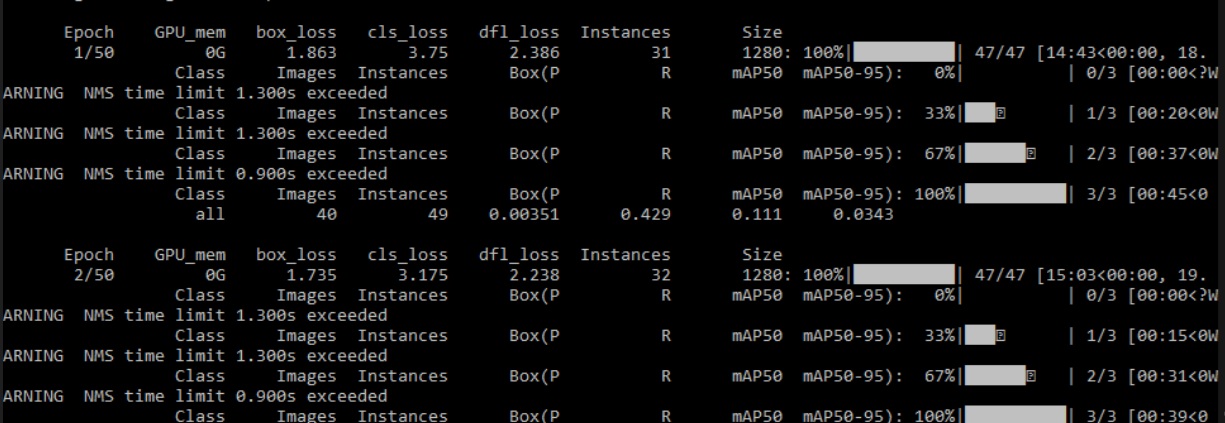 Epoch GPU_mem box_loss cls_loss dfl_loss Instances Size
1/50 0G 1.863 3.75 2.386 31 1280: 100%| | 47/47 [14:43<00:00, 18.
Class Images Instances Box(P R mAP50 mAP50-95): 0%| | 0/3 [00:00<?W
ARNING NMS time limit 1.300s exceeded
Class Images Instances Box(P R mAP50 mAP50-95): 33%| | 1/3 [00:20<0W
ARNING NMS time limit 1.300s exceeded
Class Images Instances Box(P R mAP50 mAP50-95): 67%| | 2/3 [00:37<0W
ARNING NMS time limit 0.900s exceeded
Class Images Instances Box(P R mAP50 mAP50-95): 100%| | 3/3 [00:45<0
all 40 49 0.00351 0.429 0.111 0.0343
Epoch GPU_mem box_loss cls_loss dfl_loss Instances Size
2/50 0G 1.735 3.175 2.238 32 1280: 100%| | 47/47 [15:03<00:00, 19.
Class Images Instances Box(P R mAP50 mAP50-95): 0%| | 0/3 [00:00<?W
ARNING NMS time limit 1.300s exceeded
Class Images Instances Box(P R mAP50 mAP50-95): 33%| | 1/3 [00:15<0W
ARNING NMS time limit 1.300s exceeded
Class Images Instances Box(P R mAP50 mAP50-95): 67%| | 2/3 [00:31<0W
ARNING NMS time limit 0.900s exceeded
Class Images Instances Box(P R mAP50 mAP50-95): 100%| | 3/3 [00:39<0